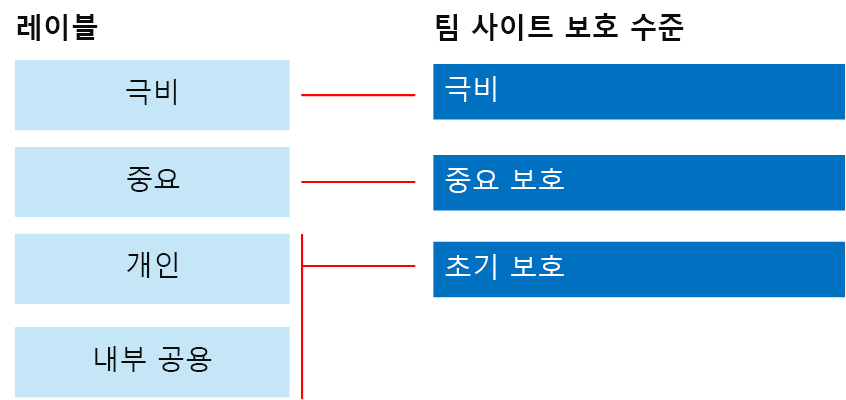 레이블
팀 사이트 보호 수준
극비
극비
중요
중요 보호
개인
초기 보호
내부 공용